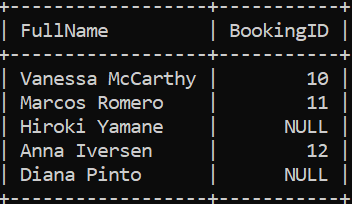 +------------------+-----------+
| FullName         | BookingID |
+------------------+-----------+
| Vanessa McCarthy |        10 |
| Marcos Romero    |        11 |
| Hiroki Yamane    |      NULL |
| Anna Iversen     |        12 |
| Diana Pinto      |      NULL |
+------------------+-----------+